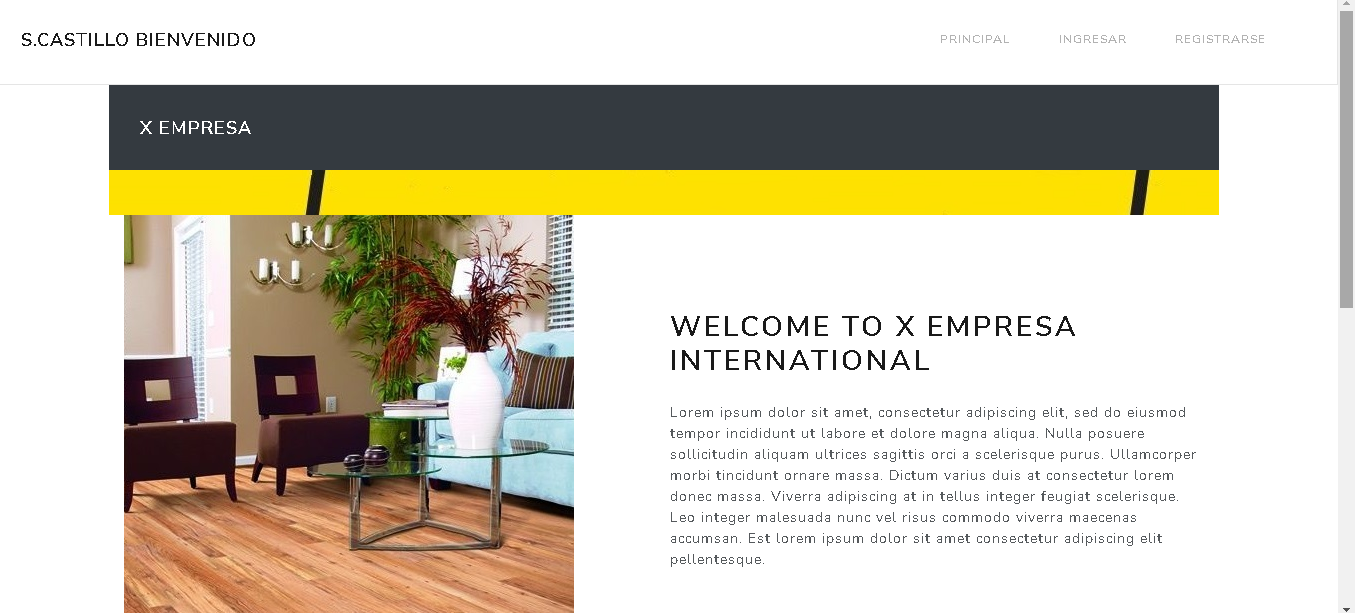 S.CASTILLO BIENVENIDO
PRINCIPAL
INGRESAR
REGISTRARSE
X EMPRESA
WELCOME TO X EMPRESA
INTERNATIONAL
Lorem ipsum dolor sit amet, consectetur adipiscing elit, sed do eiusmod
tempor incididunt ut labore et dolore magna aliqua. Nulla posuere
sollicitudin aliquam ultrices sagittis orci a scelerisque purus. Ullamcorper
morbi tincidunt ornare massa. Dictum varius duis at consectetur lorem
donec massa. Viverra adipiscing at in tellus integer feugiat scelerisque.
Leo integer malesuada nunc vel risus commodo viverra maecenas
accumsan. Est lorem ipsum dolor sit amet consectetur adipiscing elit
pellentesque.